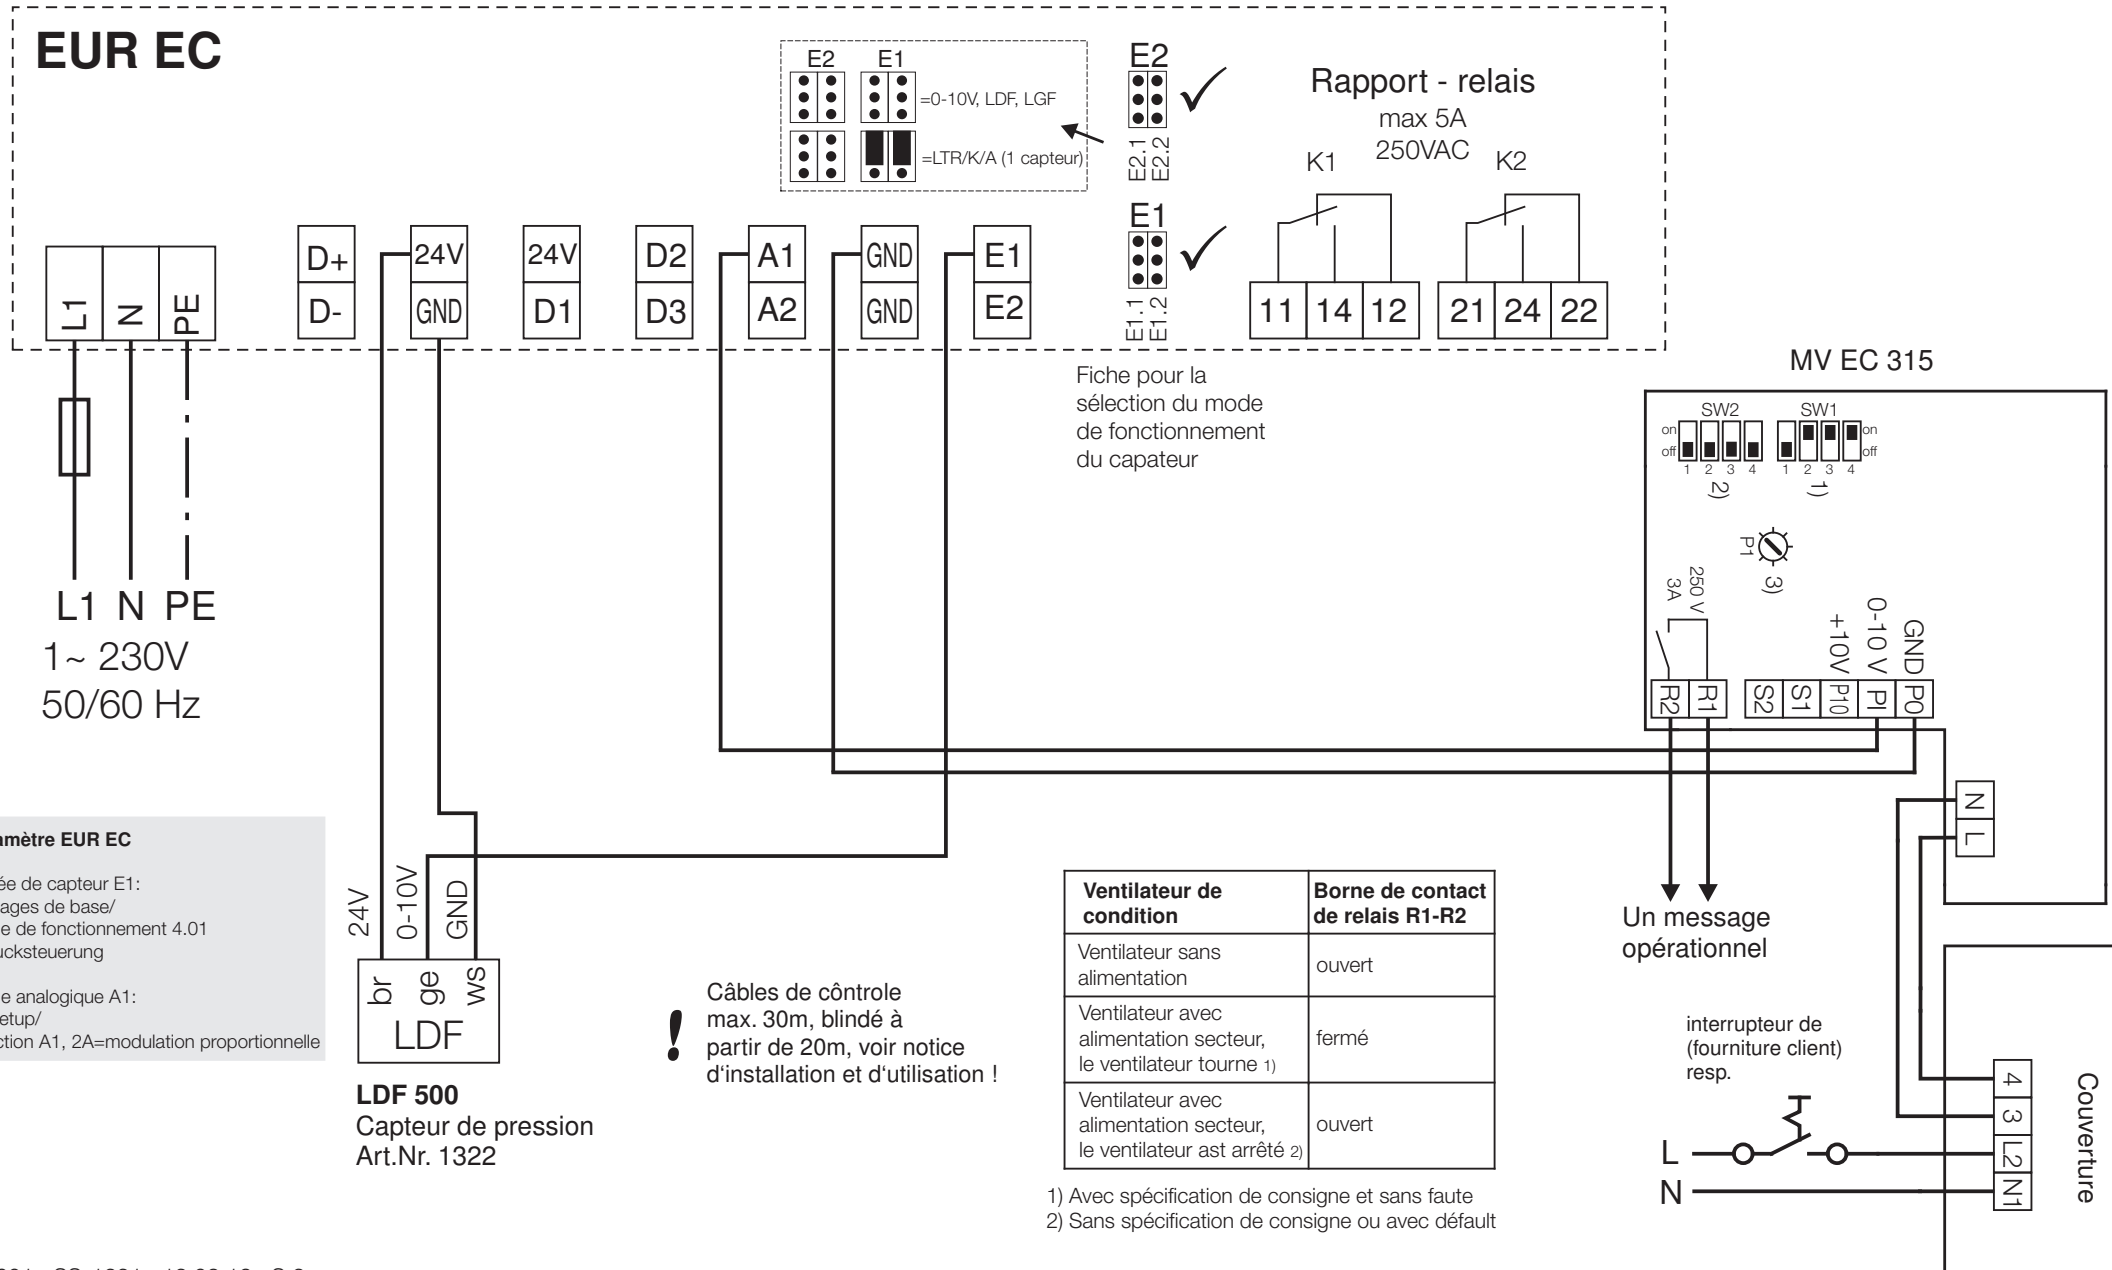 EUR EC
E2 E1
=0-10V, LDF, LGF
=LTR/K/A (1 capteur)
E2
E2.1
E2.2
E1
E1.1
E1.2
Rapport - relais
max 5A
250VAC
K1 K2
L1 N PE
D+ 24V 24V D2 A1 GND E1
D- GND D1 D3 A2 GND E2
11 14 12 21 24 22
Fiche pour la
sélection du mode
de fonctionnement
du capateur
L1 N PE
1~ 230V
50/60 Hz
MV EC 315
SW2 SW1
on on
off off
1 2 3 4 1 2 3 4
2) 1)
P1
3)
250 V
3A
+10V
0-10 V
GND
R2 R1 S2 S1 P10 PI P0
N
L
Un message
opérationnel
amètre EUR EC
ée de capteur E1:
ages de base/
e de fonctionnement 4.01
ucksteuerung
e analogique A1:
etup/
ction A1, 2A=modulation proportionnelle
24V
0-10V
GND
br ge ws
LDF
LDF 500
Capteur de pression
Art.Nr. 1322
!
Câbles de côntrole
max. 30m, blindé à
partir de 20m, voir notice
d‘installation et d‘utilisation !
Ventilateur de condition Borne de contact de relais R1-R2
Ventilateur sans alimentation ouvert
Ventilateur avec alimentation secteur, le ventilateur tourne 1) fermé
Ventilateur avec alimentation secteur, le ventilateur ast arrêté 2) ouvert
1) Avec spécification de consigne et sans faute
2) Sans spécification de consigne ou avec défault
interrupteur de
(fourniture client)
resp.
L
N
4
3
L2
N1
Couverture